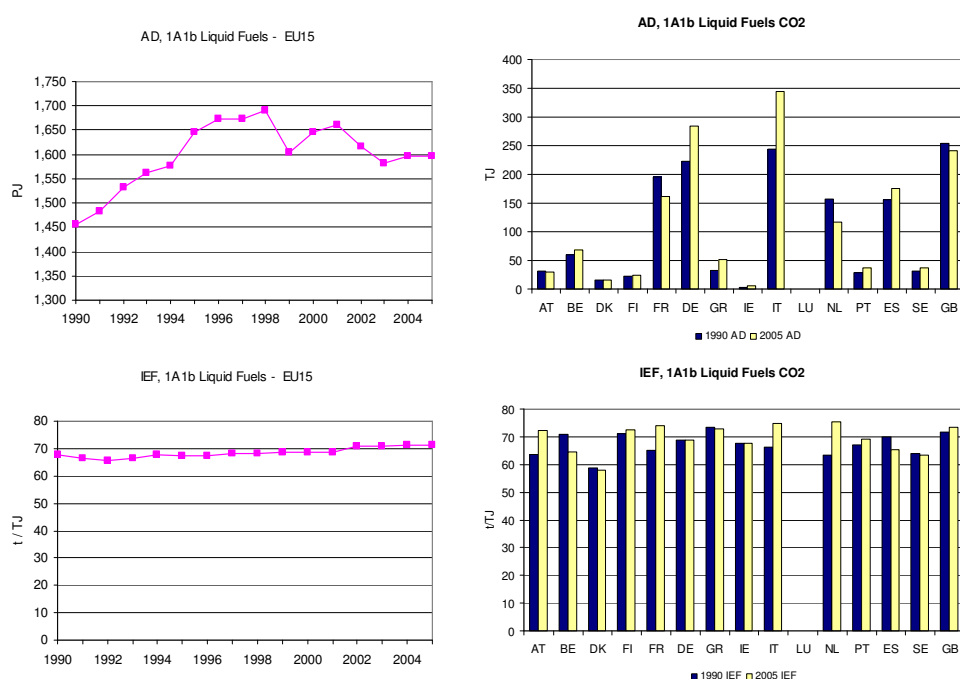 AD, 1A1b Liquid Fuels - EU15
1,750
1,700
1,650
1,600
1,550
1,500
1,450
1,400
1,350
1,300
PJ
1990 1992 1994 1996 1998 2000 2002 2004
AD, 1A1b Liquid Fuels CO2
400
350
300
250
200
150
100
50
0
TJ
AT BE DK FI FR DE GR IE IT LU NL PT ES SE GB
1990 AD 2005 AD
IEF, 1A1b Liquid Fuels - EU15
80
70
60
50
40
30
20
10
0
t / TJ
1990 1992 1994 1996 1998 2000 2002 2004
IEF, 1A1b Liquid Fuels CO2
80
70
60
50
40
30
20
10
0
t/TJ
AT BE DK FI FR DE GR IE IT LU NL PT ES SE GB
1990 IEF 2005 IEF